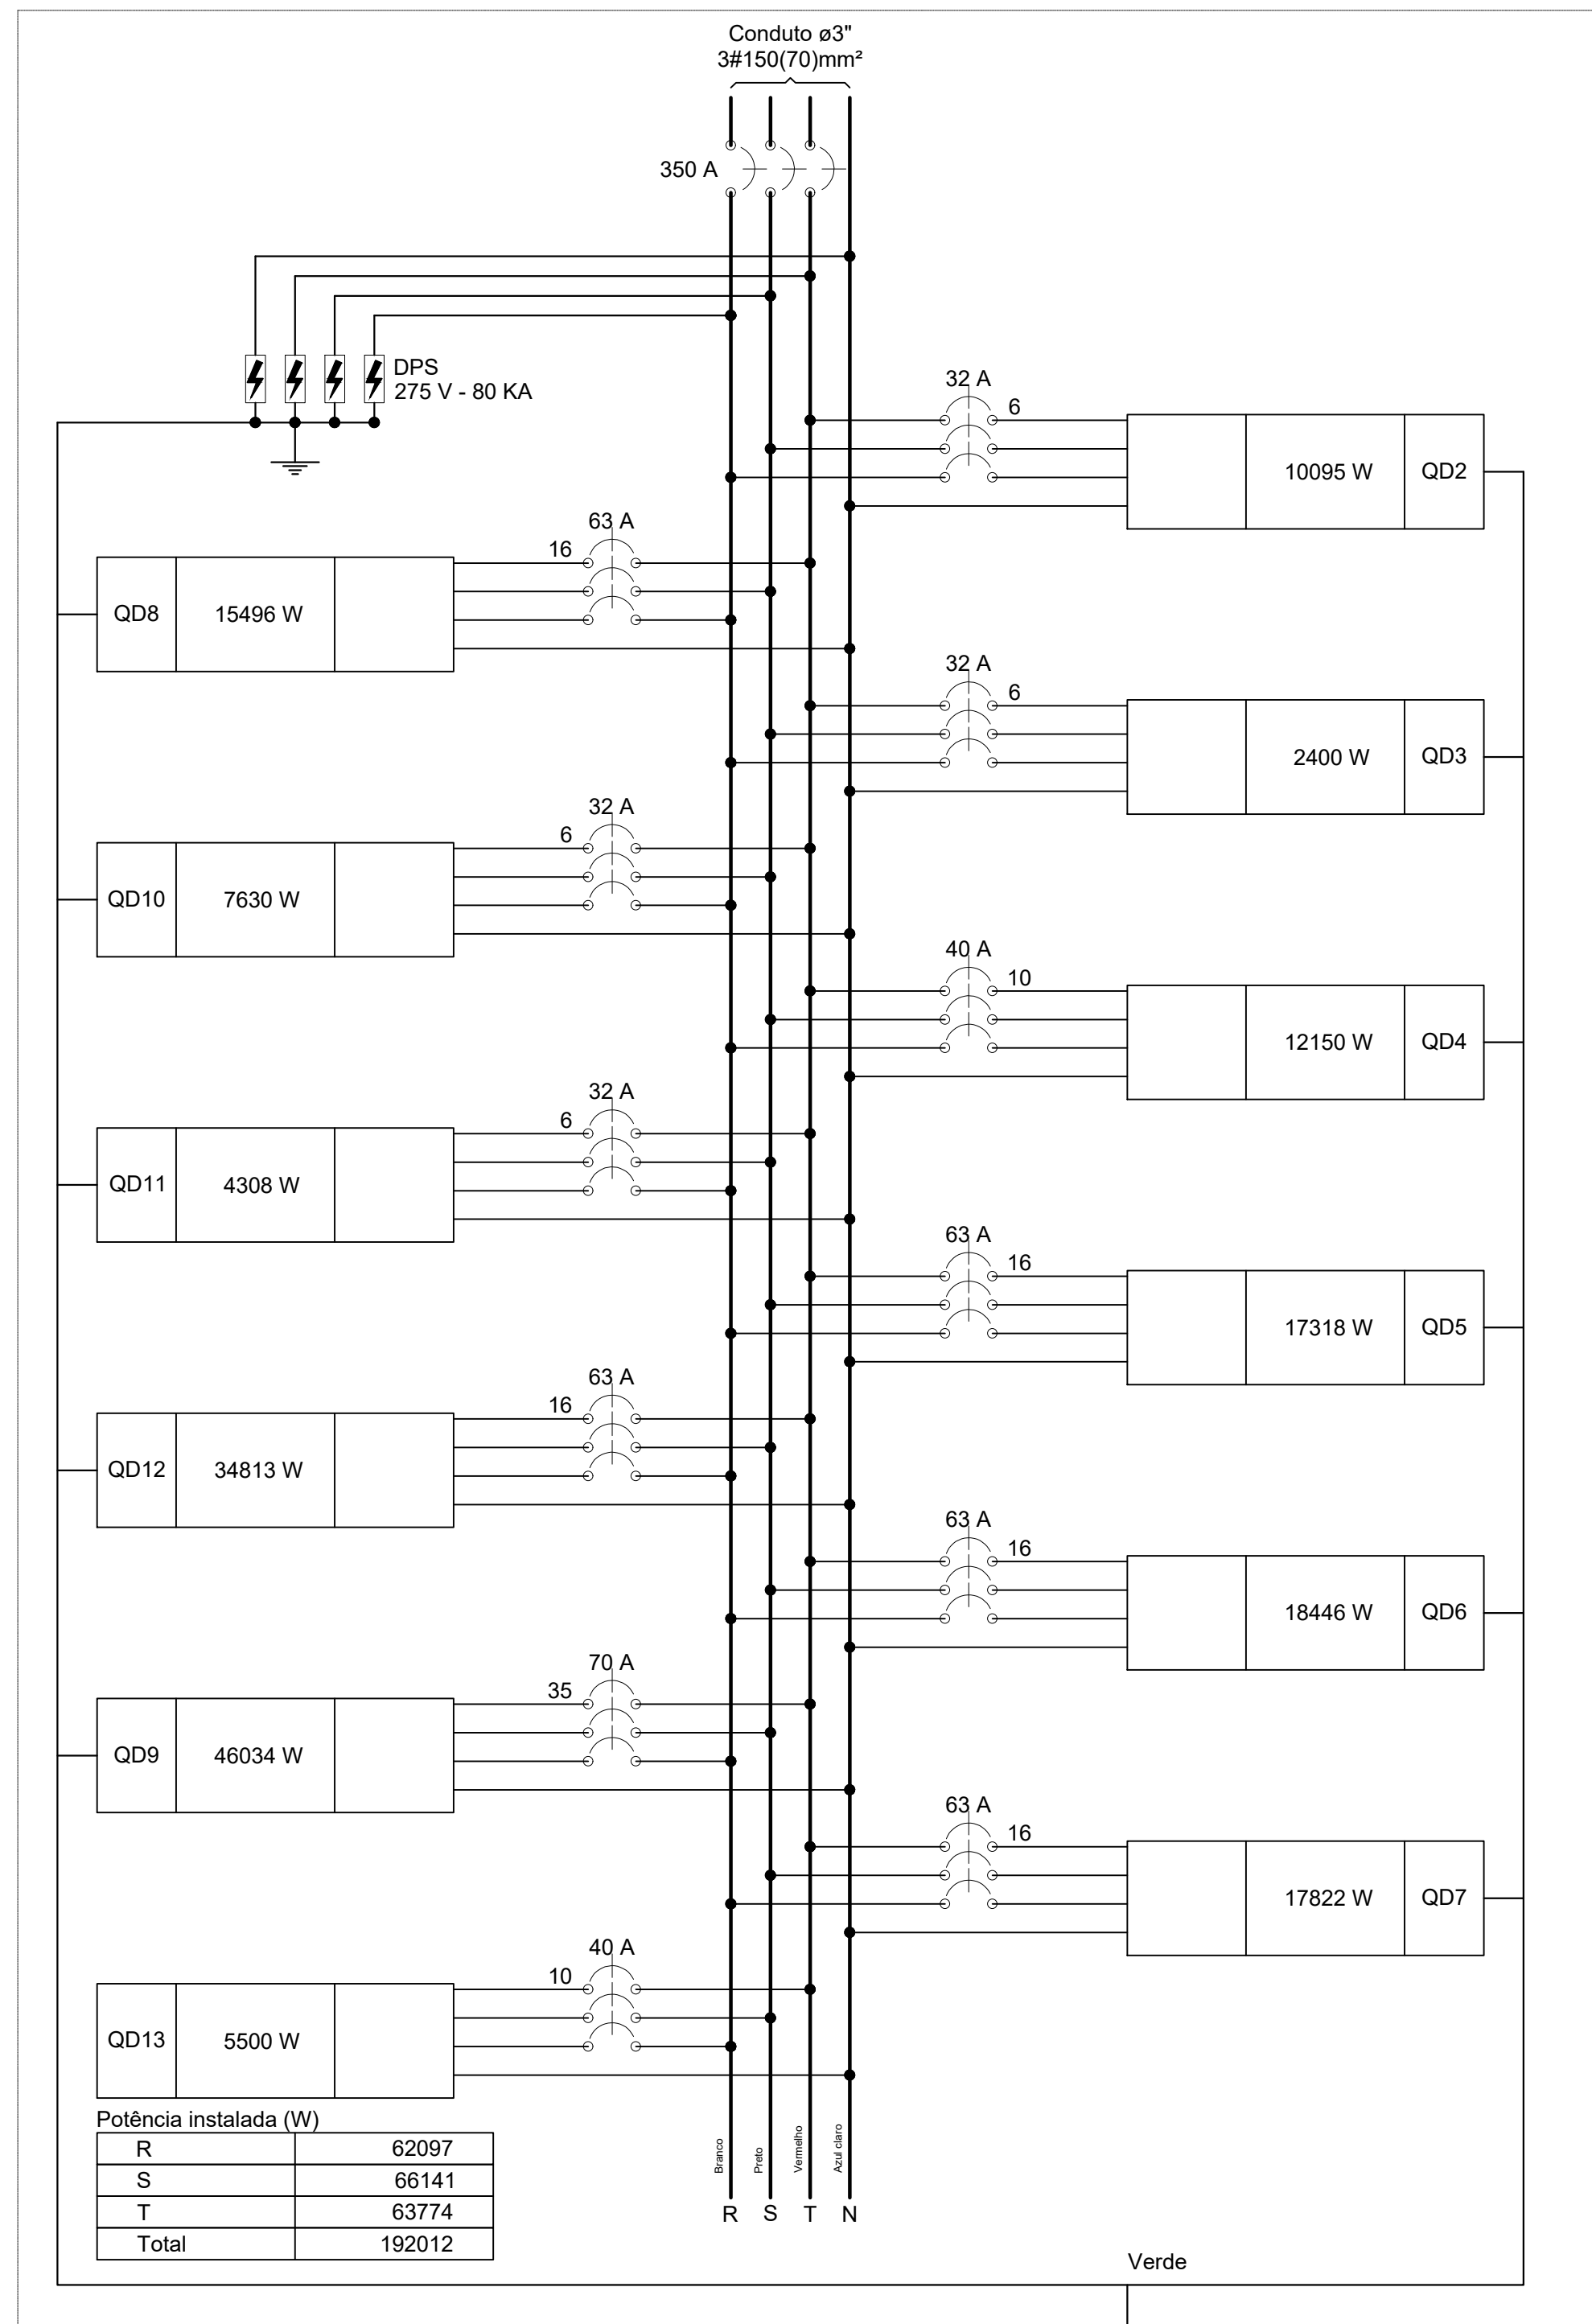 Conduto ø3"
3#150(70)mm²
350 A
DPS
275 V - 80 KA
32 A
6
10095 W
QD2
63 A
16
QD8
15496 W
32 A
6
2400 W
QD3
32 A
6
QD10
7630 W
40 A
10
12150 W
QD4
32 A
6
QD11
4308 W
63 A
16
17318 W
QD5
63 A
16
QD12
34813 W
63 A
16
18446 W
QD6
70 A
35
QD9
46034 W
63 A
16
17822 W
QD7
40 A
10
QD13
5500 W
Potência instalada (W)
R 62097
S 66141
T 63774
Total 192012
Branco
Preto
Vermelho
Azul claro
R S T N
Verde